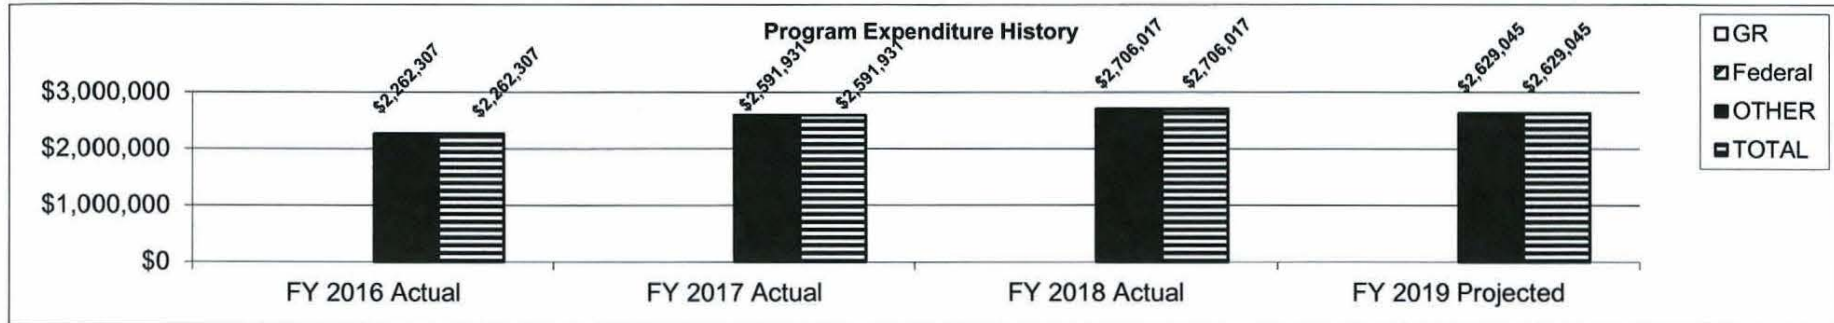 Program Expenditure History
$2,262,307
$2,262,307
$2,591,931
$2,591,931
$2,706,017
$2,706,017
$2,629,045
$2,629,045
$3,000,000
$2,000,000
$1,000,000
$0
FY 2016 Actual
FY 2017 Actual
FY 2018 Actual
FY 2019 Projected
GR
Federal
OTHER
TOTAL